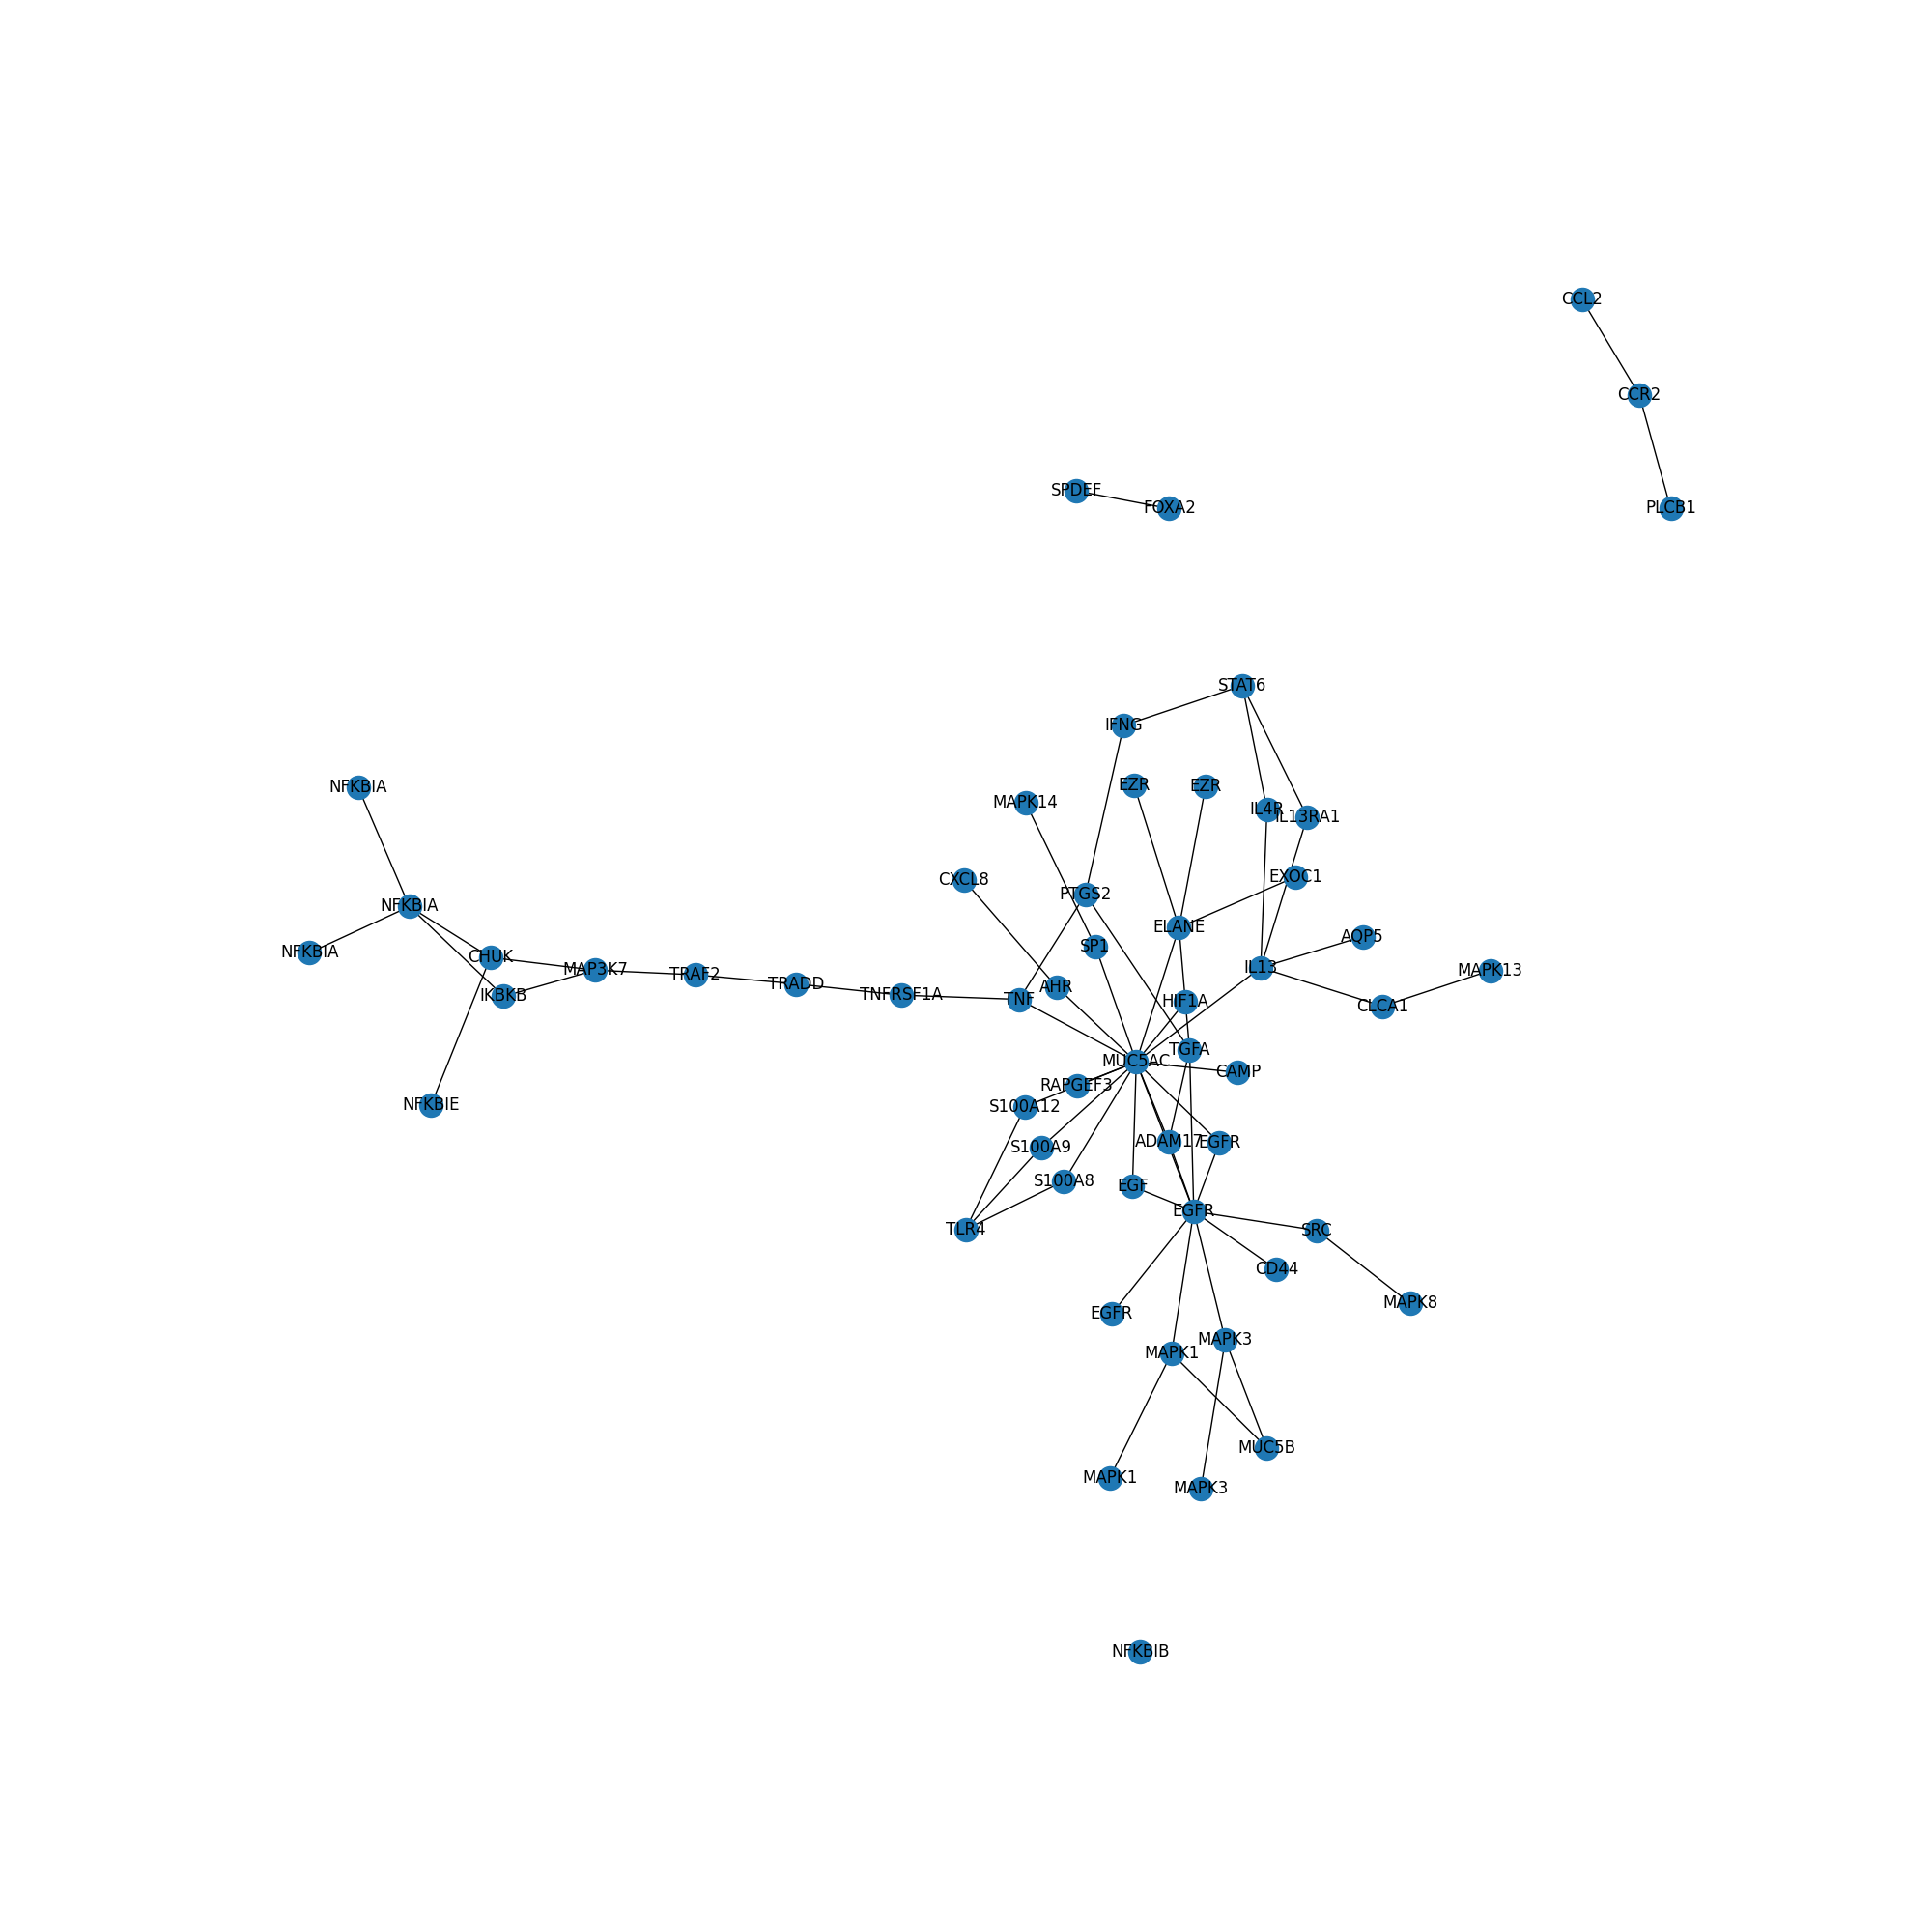 CCL2
CCR2
SPDEF
FOXA2
PLCB1
STAT6
IFNG
EZR
EZR
NFKBIA
MAPK14
IL4R
IL13RA1
CXCL8
EXOC1
PTGS2
NFKBIA
ELANE
AQP5
SP1
NFKBIA
CHUK
MAP3K7
IL13
MAPK13
TRAF2
TRADD
AHR
IKBKB
TNFRSF1A
TNF
HIF1A
CLCA1
TGFA
MUC5AC
CAMP
RAPGEF3
NFKBIE
S100A12
ADAM17
EGFR
S100A9
S100A8
EGF
EGFR
TLR4
SRC
CD44
MAPK8
EGFR
MAPK3
MAPK1
MUC5B
MAPK1
MAPK3
NFKBIB